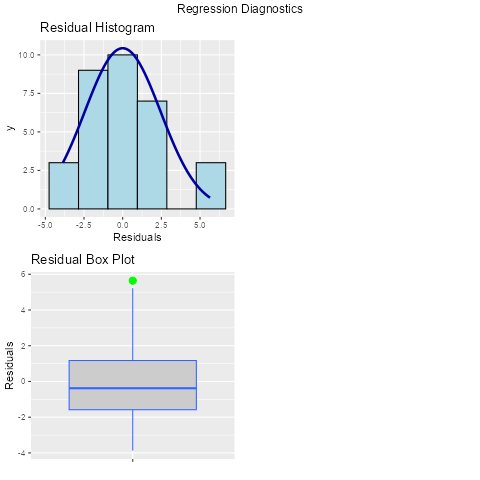 Regression Diagnostics
Residual Histogram
10.0
7.5
5.0
2.5
0.0
y
-5.0 -2.5 0.0 2.5 5.0
Residuals
Residual Box Plot
6
4
2
0
-2
-4
Residuals